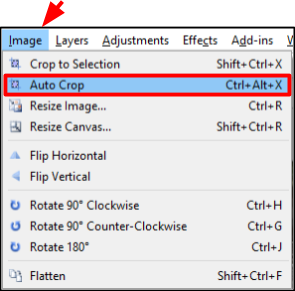 Image Layers Adjustments Effects Add-ins
Crop to Selection Shift+Ctrl+X
Auto Crop Ctrl+Alt+X
Resize Image... Ctrl+R
Resize Canvas... Shift+Ctrl+R
Flip Horizontal
Flip Vertical
Rotate 90° Clockwise Ctrl+H
Rotate 90° Counter-Clockwise Ctrl+G
Rotate 180° Ctrl+J
Flatten Shift+Ctrl+F